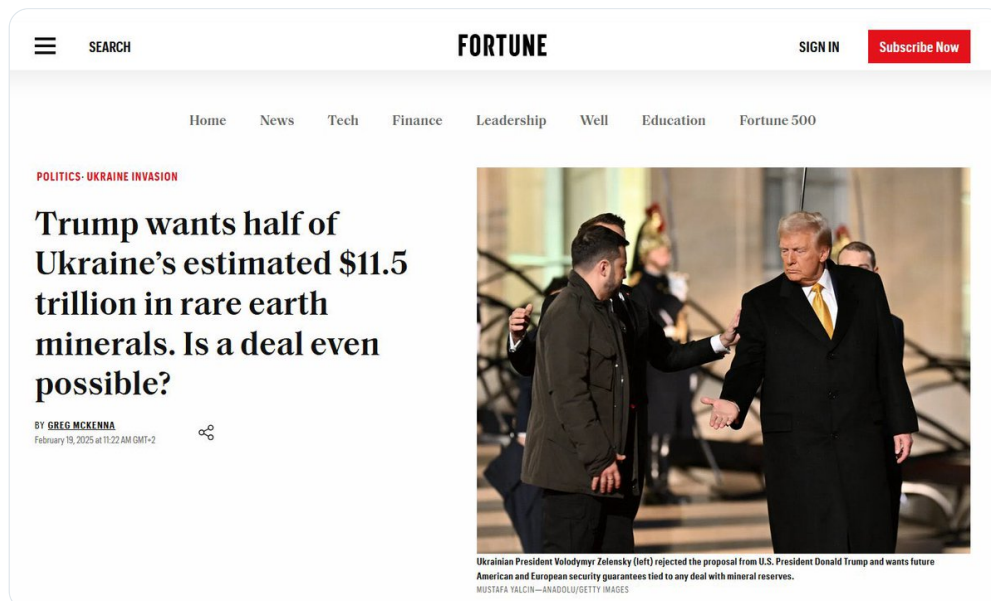 SEARCH
FORTUNE
SIGN IN
Subscribe Now
Home
News
Tech
Finance
Leadership
Well
Education
Fortune 500
POLITICS· UKRAINE INVASION
Trump wants half of
Ukraine’s estimated $11.5
trillion in rare earth
minerals. Is a deal even
possible?
BY GREG MCKENNA
February 19, 2025 at 11:22 AM GMT+2
Ukrainian President Volodymyr Zelensky (left) rejected the proposal from U.S. President Donald Trump and wants future
American and European security guarantees tied to any deal with mineral reserves.
MUSTAFA YALCIN—ANADOLU/GETTY IMAGES